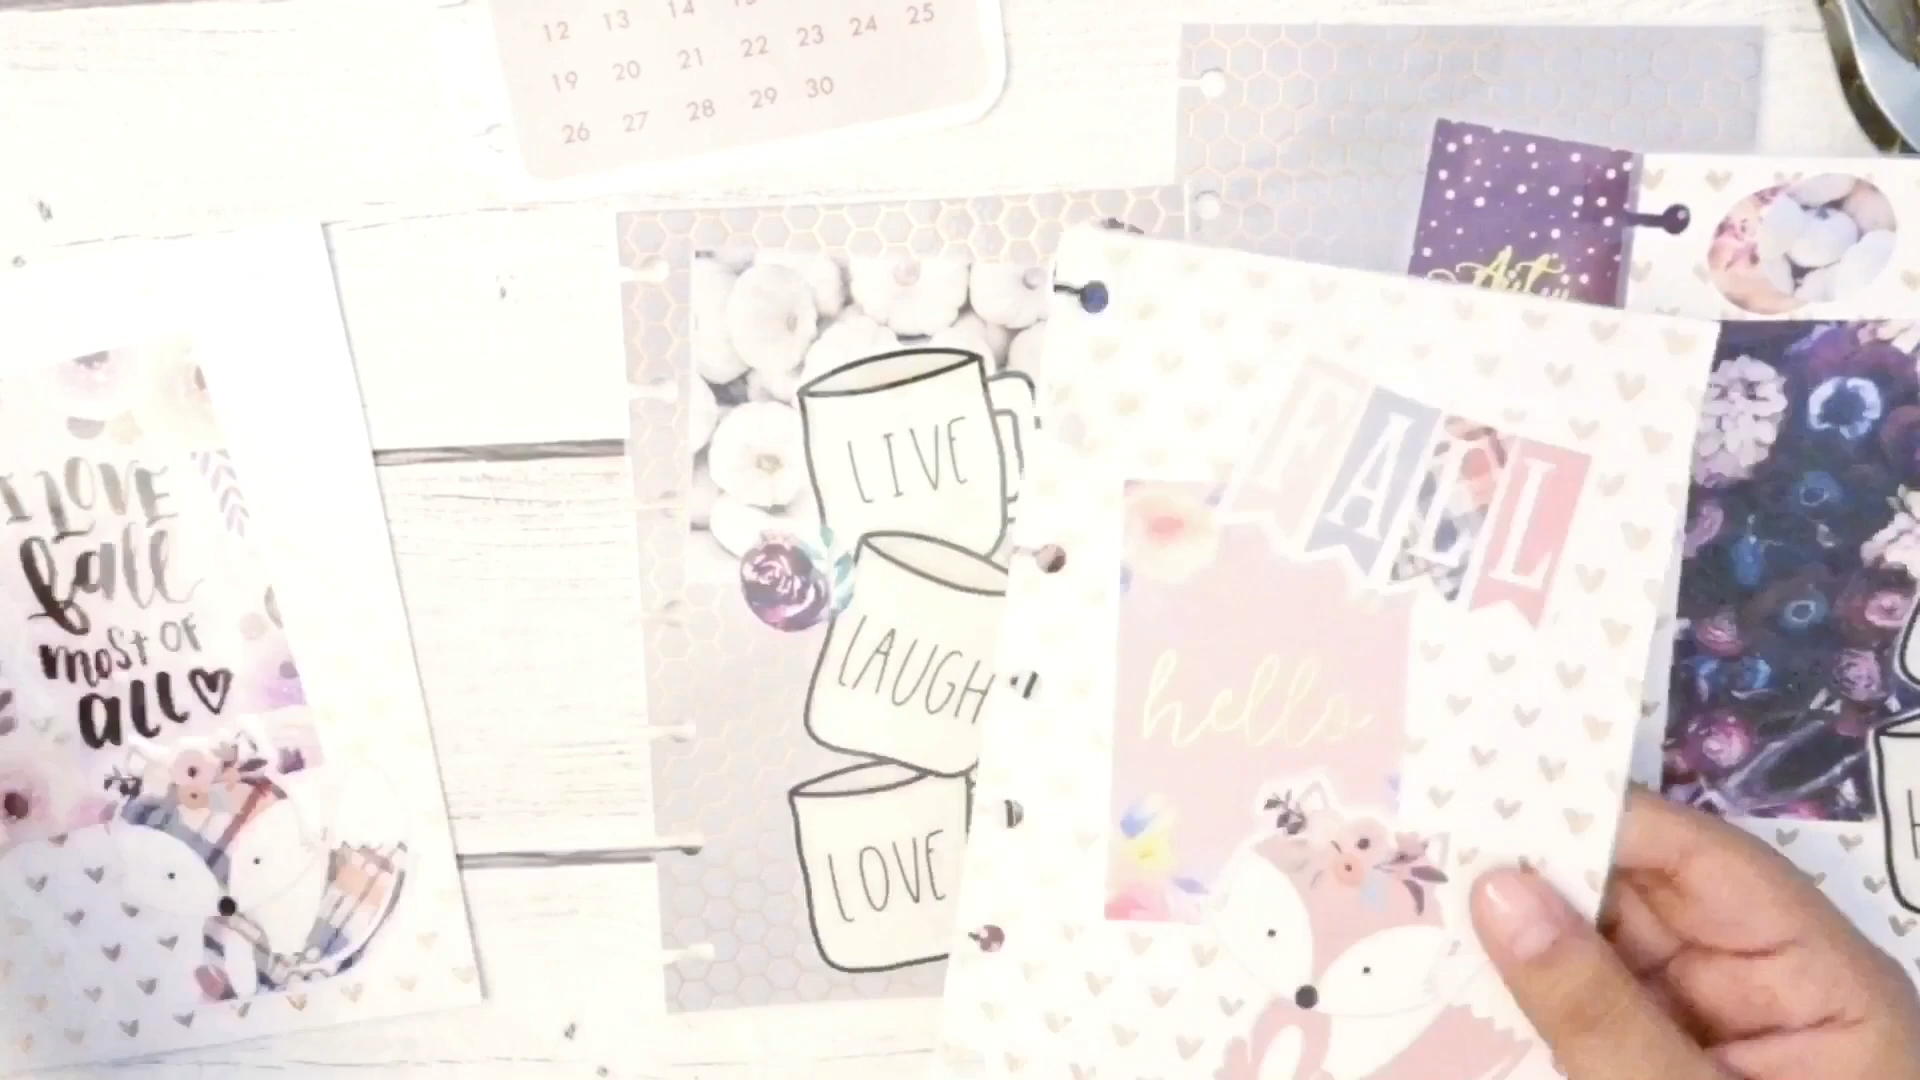 12 13 14
19 20 21 22 23 24 25
26 27 28 29 30
I LOVE
fall
most OF
all
LIVE
LAUGH
LOVE
FALL
hello